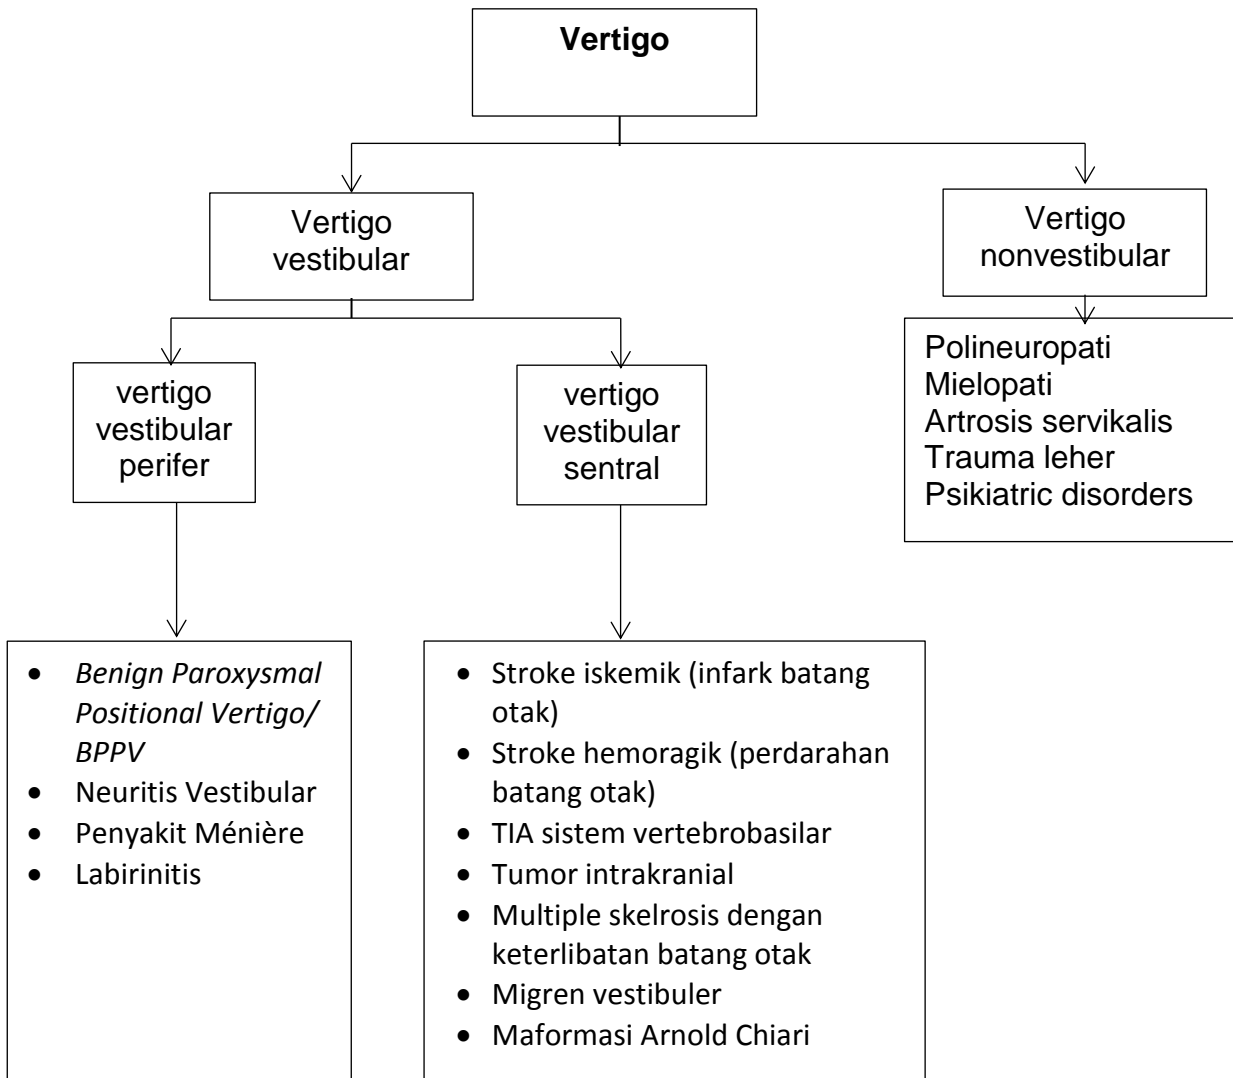 Vertigo
Vertigo
vestibular
Vertigo
nonvestibular
vertigo
vestibular
perifer
vertigo
vestibular
sentral
Polineuropati
Mielopati
Artrosis servikalis
Trauma leher
Psikiatric disorders
• Benign Paroxysmal
Positional Vertigo/
BPPV
• Neuritis Vestibular
• Penyakit Ménière
• Labirinitis
• Stroke iskemik (infark batang
otak)
• Stroke hemoragik (perdarahan
batang otak)
• TIA sistem vertebrobasilar
• Tumor intrakranial
• Multiple skelrosis dengan
keterlibatan batang otak
• Migren vestibuler
• Maformasi Arnold Chiari